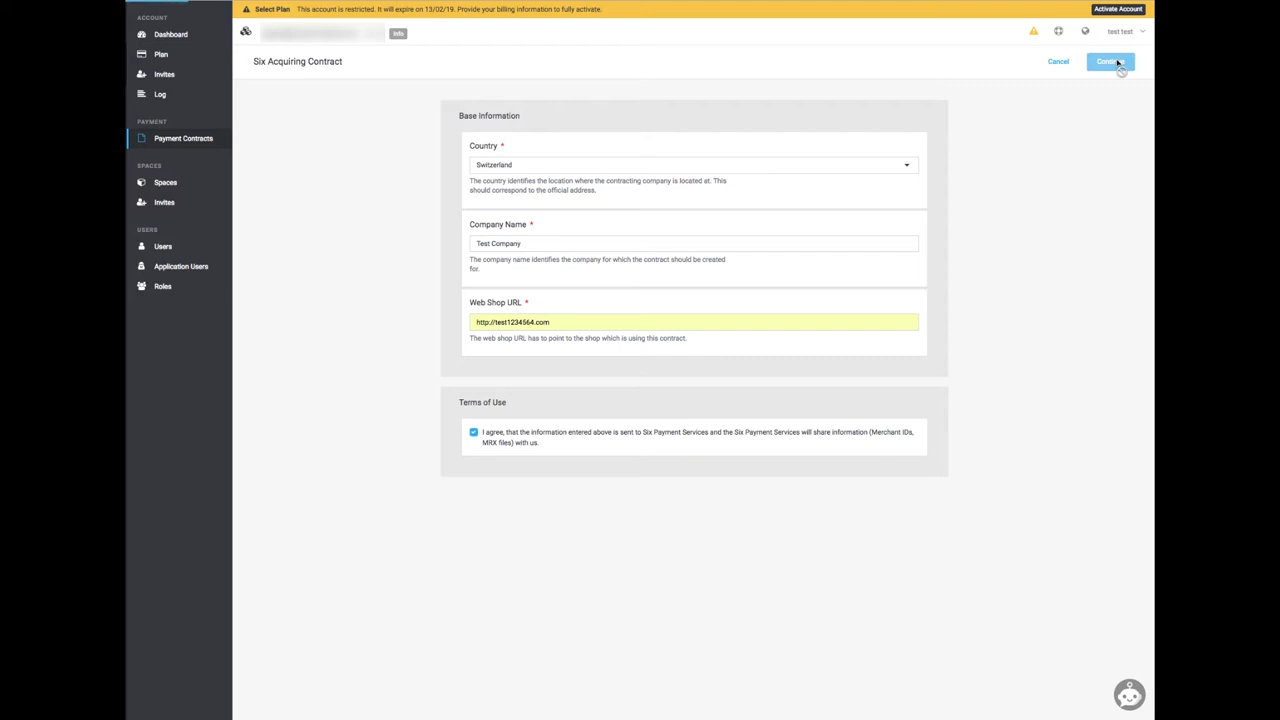 Select Plan This account is restricted. It will expire on 13/02/19. Provide your billing information to fully activate. Activate Account
ACCOUNT
Dashboard
Plan
Invites
Log
PAYMENT
Payment Contracts
SPACES
Spaces
Invites
USERS
Users
Application Users
Roles
Info
test test
Six Acquiring Contract
Cancel
Base Information
Country *
Switzerland
The country identifies the location where the contracting company is located at. This
should correspond to the official address.
Company Name *
Test Company
The company name identifies the company for which the contract should be created
for.
Web Shop URL *
http://test1234564.com
The web shop URL has to point to the shop which is using this contract.
Terms of Use
I agree, that the information entered above is sent to Six Payment Services and the Six Payment Services will share information (Merchant IDs,
MRX files) with us.